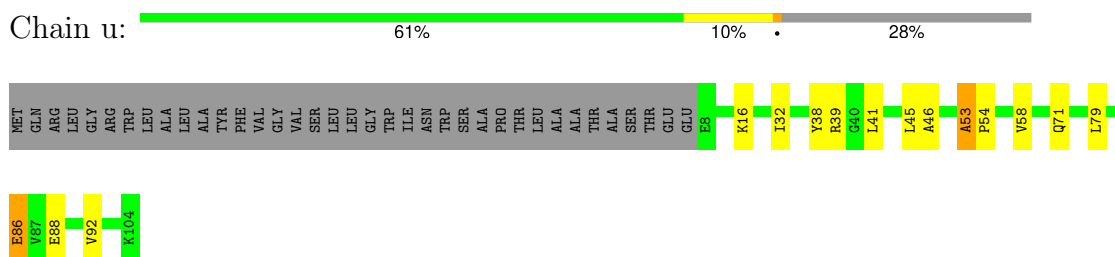 Chain u:
61% 10% • 28%
MET GLN ARG LEU GLY ARG TRP LEU ALA LEU ALA TYR PHE VAL GLY VAL SER LEU LEU GLY TRP ILE ASN TRP SER ALA PRO THR LEU ALA ALA THR ALA SER THR GLU GLU E8 K16 I32 Y38 R39 G40 L41 L45 A46 A53 P54 V58 Q71 L79
E86 V87 E88 V92 K104